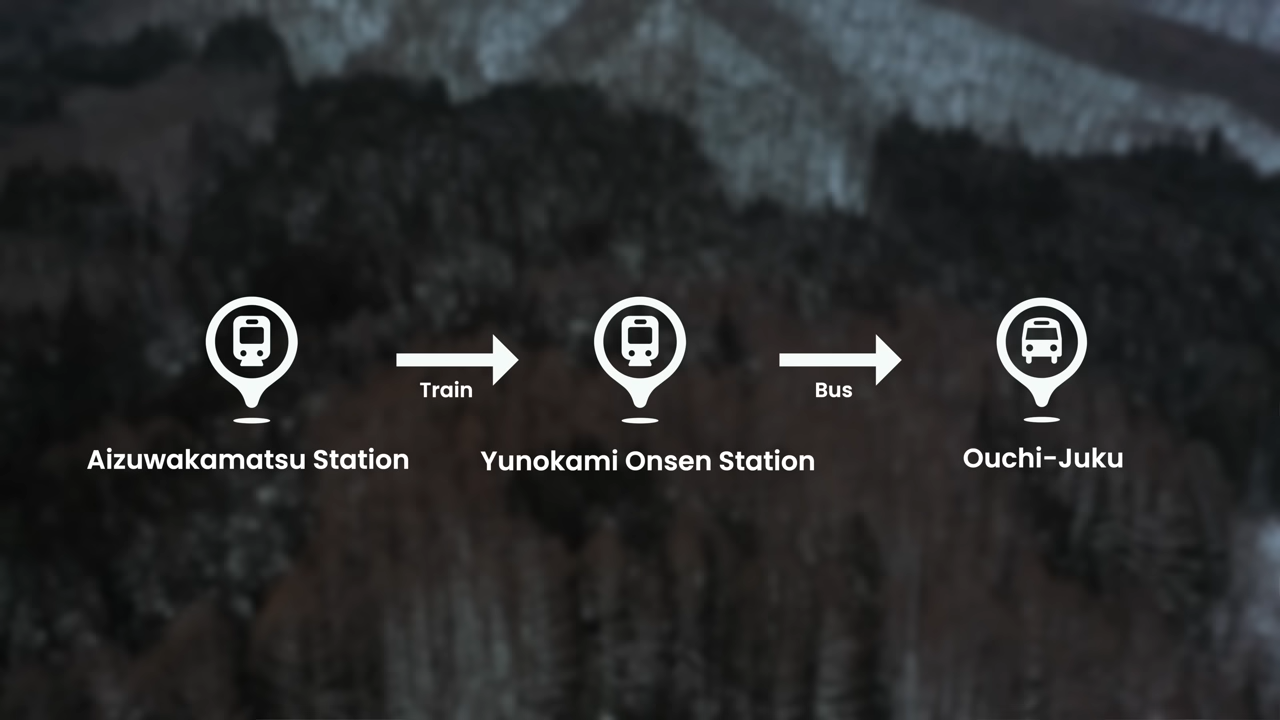 Train
Bus
Aizuwakamatsu Station
Yunokami Onsen Station
Ouchi-Juku